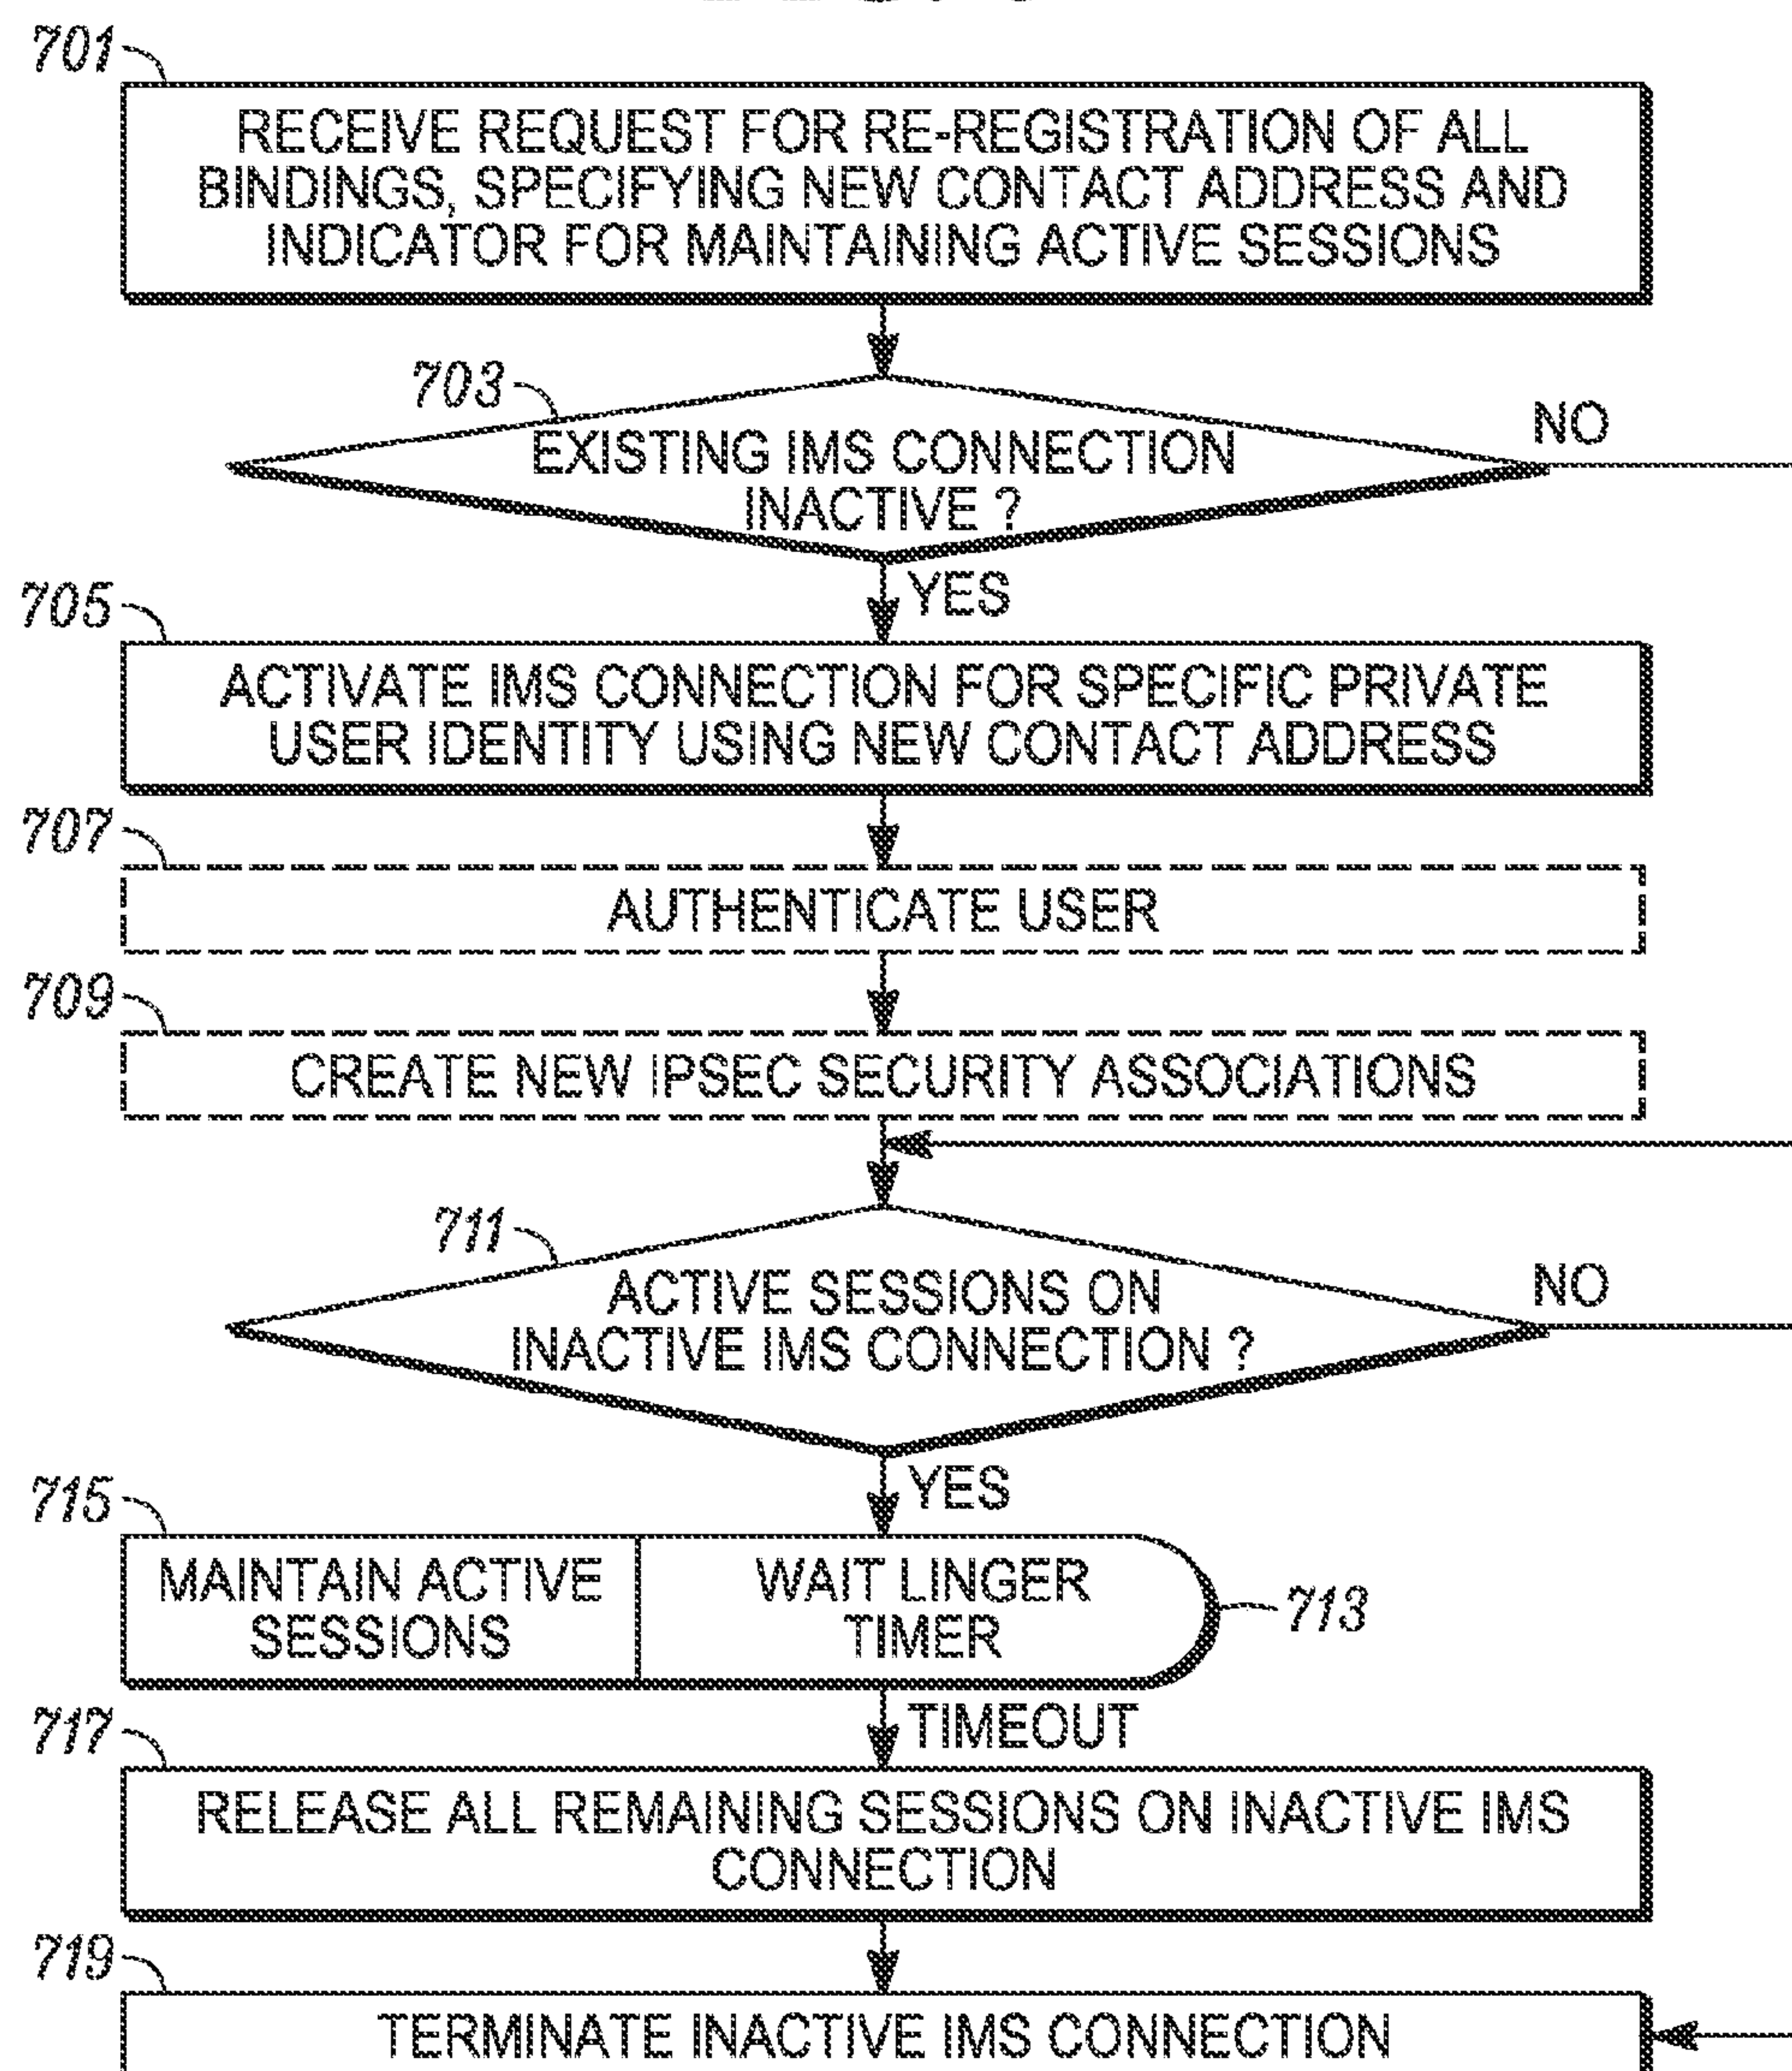 701
RECEIVE REQUEST FOR RE-REGISTRATION OF ALL
BINDINGS, SPECIFYING NEW CONTACT ADDRESS AND
INDICATOR FOR MAINTAINING ACTIVE SESSIONS
703
EXISTING IMS CONNECTION
INACTIVE ?
NO
YES
705
ACTIVATE IMS CONNECTION FOR SPECIFIC PRIVATE
USER IDENTITY USING NEW CONTACT ADDRESS
707
AUTHENTICATE USER
709
CREATE NEW IPSEC SECURITY ASSOCIATIONS
711
ACTIVE SESSIONS ON
INACTIVE IMS CONNECTION ?
NO
YES
715
MAINTAIN ACTIVE
SESSIONS
WAIT LINGER
TIMER
713
TIMEOUT
717
RELEASE ALL REMAINING SESSIONS ON INACTIVE IMS
CONNECTION
719
TERMINATE INACTIVE IMS CONNECTION